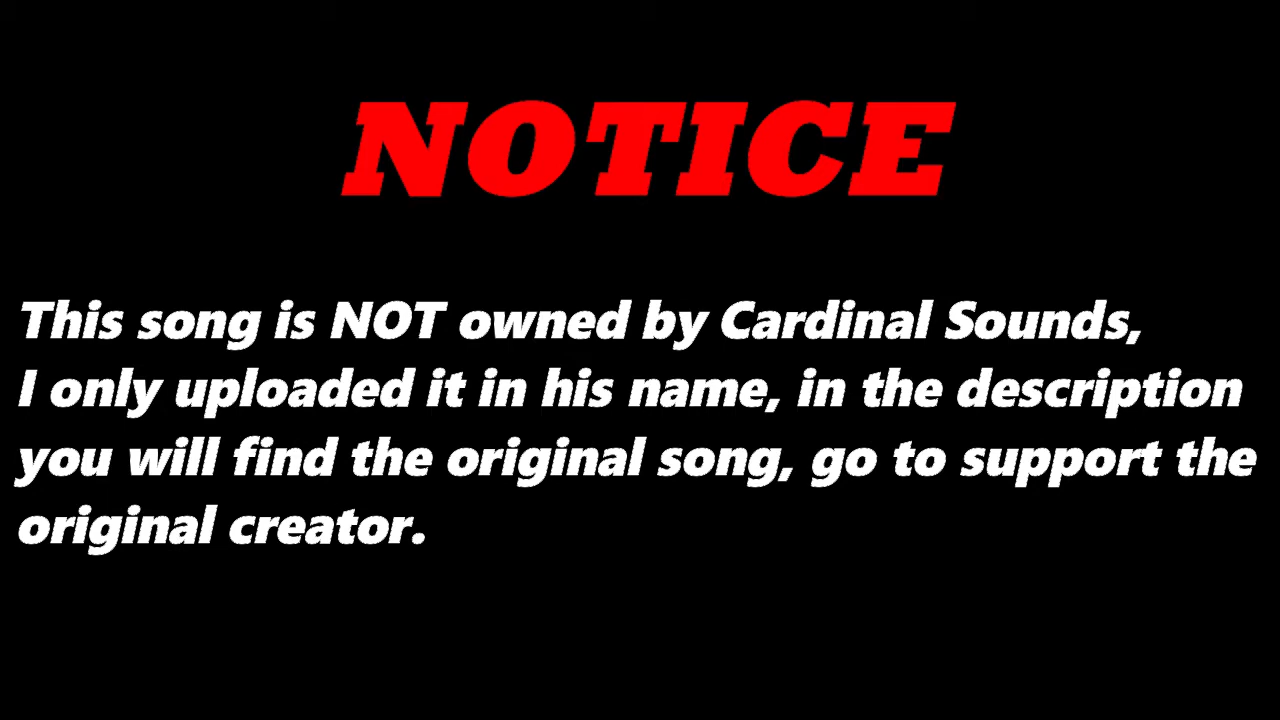 NOTICE
This song is NOT owned by Cardinal Sounds,
I only uploaded it in his name, in the description
you will find the original song, go to support the
original creator.